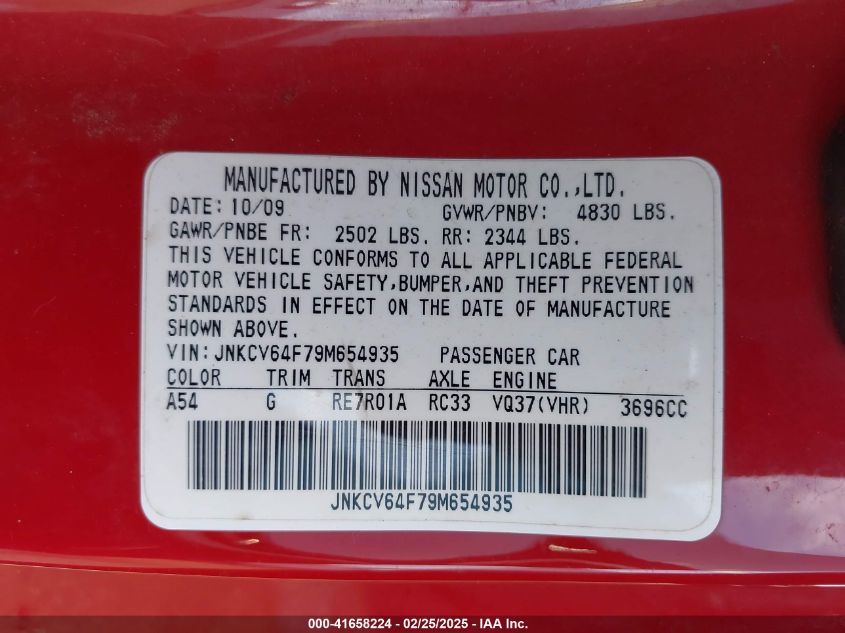 MANUFACTURED BY NISSAN MOTOR CO.,LTD.
DATE: 10/09 GVWR/PNBV: 4830 LBS.
GAWR/PNBE FR: 2502 LBS. RR: 2344 LBS.
THIS VEHICLE CONFORMS TO ALL APPLICABLE FEDERAL
MOTOR VEHICLE SAFETY,BUMPER,AND THEFT PREVENTION
STANDARDS IN EFFECT ON THE DATE OF MANUFACTURE
SHOWN ABOVE.
VIN: JNKCV64F79M654935 PASSENGER CAR
COLOR TRIM TRANS AXLE ENGINE
A54 G RE7R01A RC33 VQ37(VHR) 3696CC
JNKCV64F79M654935
000-41658224 - 02/25/2025 - IAA Inc.